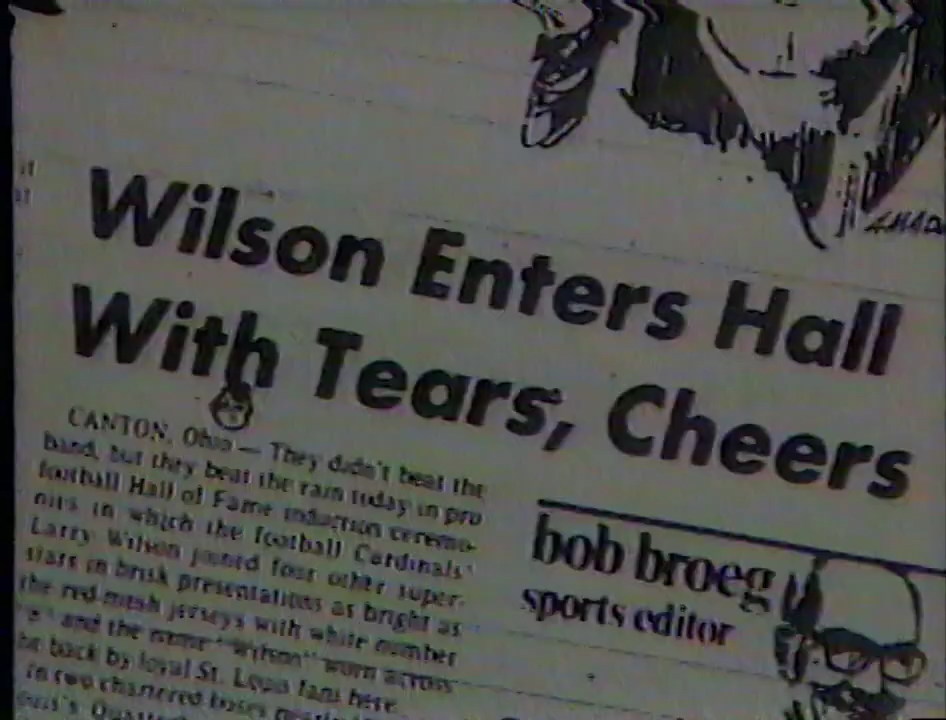 Wilson Enters Hall
With Tears, Cheers
CANTON, Ohio — They didn't beat the
band, but they beat the rain today in pro
football Hall of Fame induction ceremo-
nies in which the football Cardinals'
Larry Wilson joined four other super-
stars in brisk presentations as bright as
the red mesh jerseys with white number
"8" and the name "Wilson" worn across
he back by loyal St. Louis fans here.
In two chartered buses
ouis's
bob broeg
sports editor